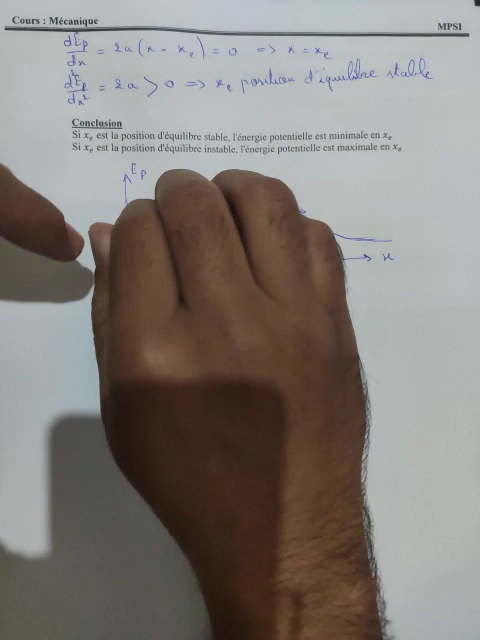 Cours : Mécanique
MPSI
dEp/dx = 2a(x - xe) = 0 => x = xe
d²Ep/dx² = 2a > 0 => xe position d'équilibre stable
Conclusion
Si xe est la position d'équilibre stable, l'énergie potentielle est minimale en xe
Si xe est la position d'équilibre instable, l'énergie potentielle est maximale en xe
Ep
x